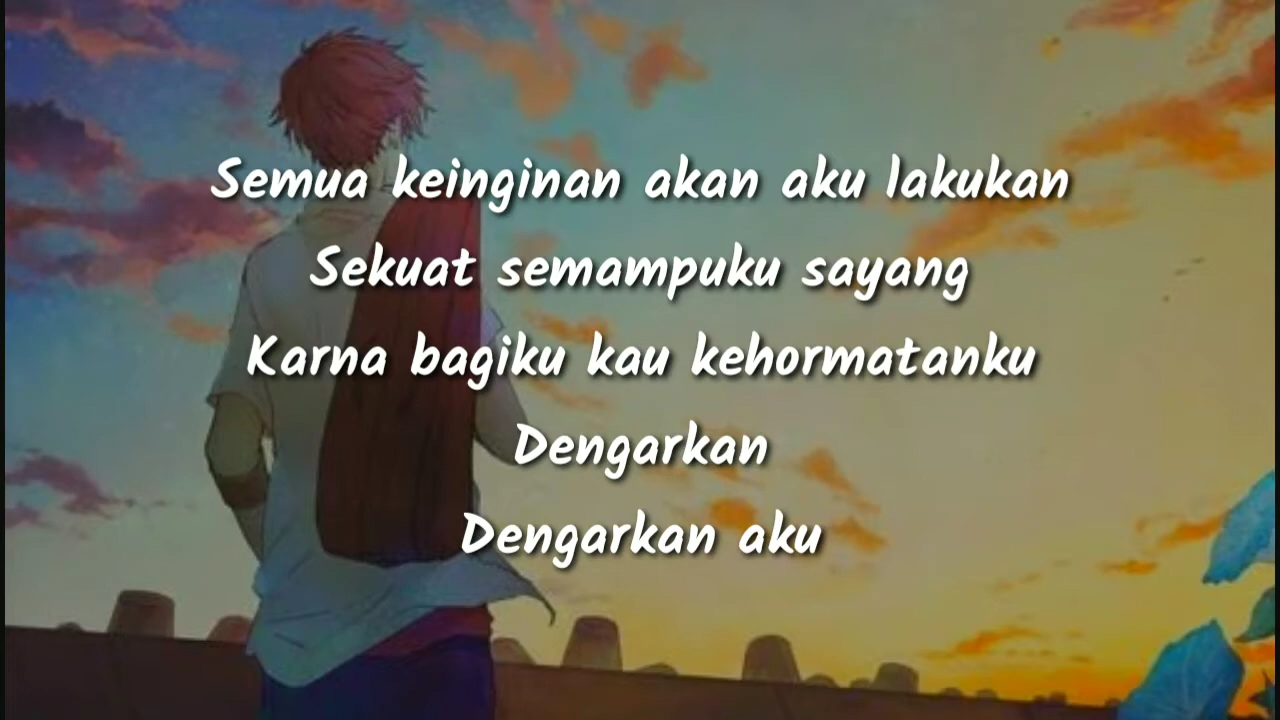 Semua keinginan akan aku lakukan
Sekuat semampuku sayang
Karna bagiku kau kehormatanku
Dengarkan
Dengarkan aku